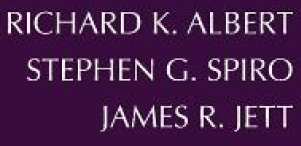 RICHARD K. ALBERT
STEPHEN G. SPIRO
JAMES R. JETT